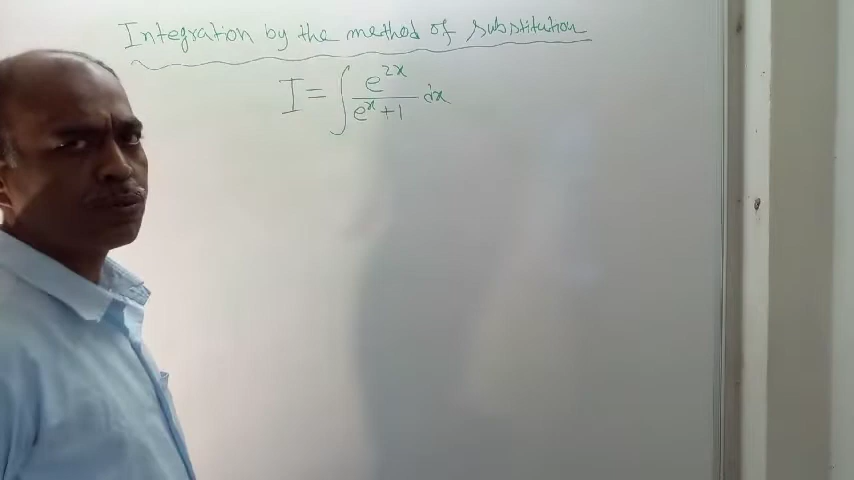 Integration by the method of substitution
I = ∫ e^{2x} / (e^x + 1) dx